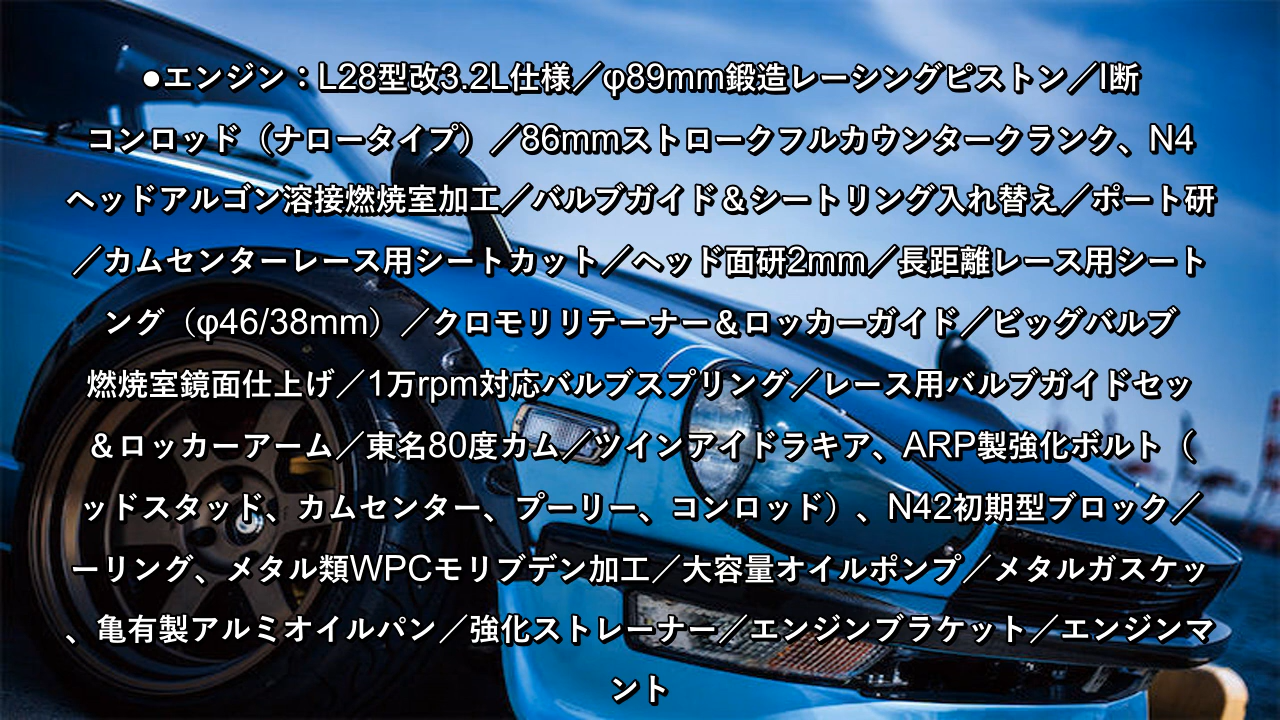 ●エンジン：L28型改3.2L仕様／φ89mm鍛造レーシングピストン／I断
コンロッド（ナロータイプ）／86mmストロークフルカウンタークランク、N4
ヘッドアルゴン溶接燃焼室加工／バルブガイド＆シートリング入れ替え／ポート研
／カムセンターレース用シートカット／ヘッド面研2mm／長距離レース用シート
ング（φ46/38mm）／クロモリリテーナー＆ロッカーガイド／ビッグバルブ
燃焼室鏡面仕上げ／1万rpm対応バルブスプリング／レース用バルブガイドセッ
＆ロッカーアーム／東名80度カム／ツインアイドラキア、ARP製強化ボルト（
ッドスタッド、カムセンター、プーリー、コンロッド）、N42初期型ブロック／
ーリング、メタル類WPCモリブデン加工／大容量オイルポンプ／メタルガスケッ
、亀有製アルミオイルパン／強化ストレーナー／エンジンブラケット／エンジンマ
ント